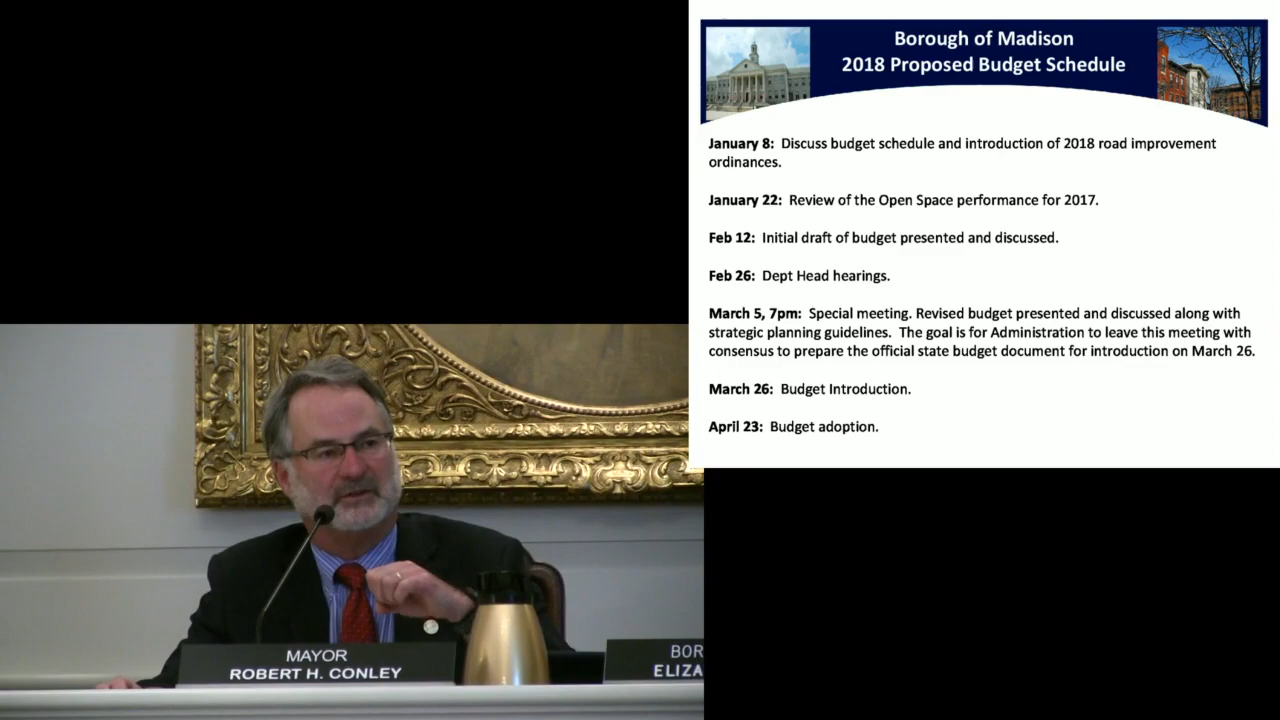 Borough of Madison
2018 Proposed Budget Schedule
January 8: Discuss budget schedule and introduction of 2018 road improvement
ordinances.
January 22: Review of the Open Space performance for 2017.
Feb 12: Initial draft of budget presented and discussed.
Feb 26: Dept Head hearings.
March 5, 7pm: Special meeting. Revised budget presented and discussed along with
strategic planning guidelines. The goal is for Administration to leave this meeting with
consensus to prepare the official state budget document for introduction on March 26.
March 26: Budget Introduction.
April 23: Budget adoption.
MAYOR
ROBERT H. CONLEY
BOR
ELIZA